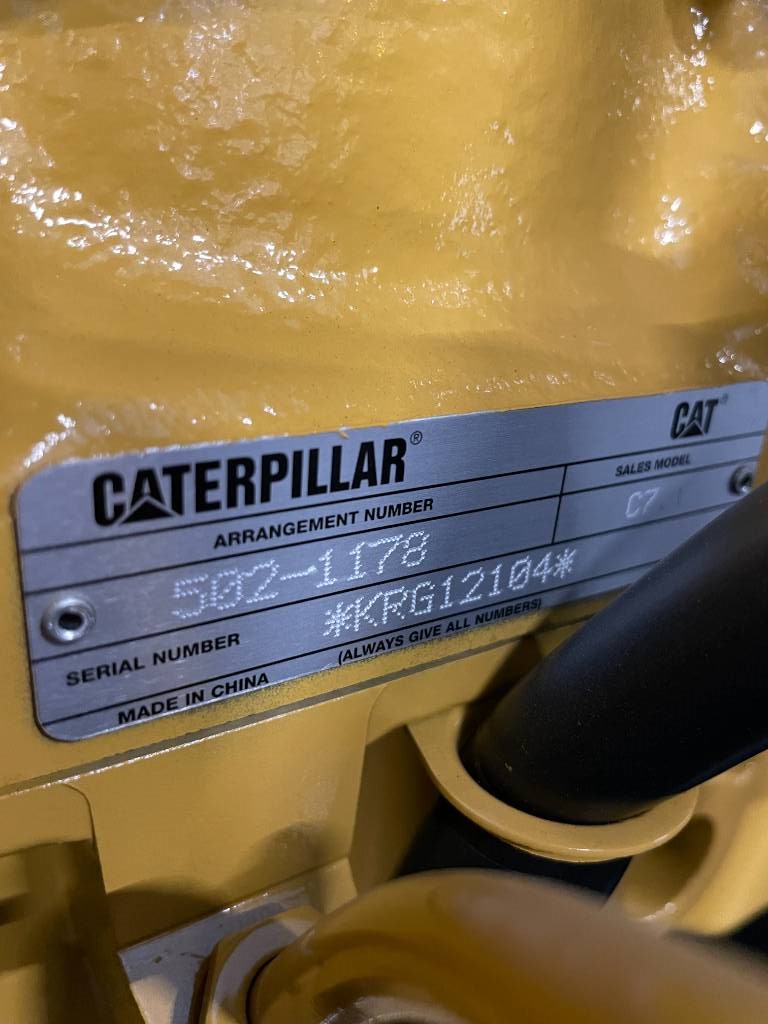 CATERPILLAR®
CAT®
ARRANGEMENT NUMBER
SALES MODEL
502-1178
C7.1
SERIAL NUMBER
*KRG12104*
MADE IN CHINA
(ALWAYS GIVE ALL NUMBERS)